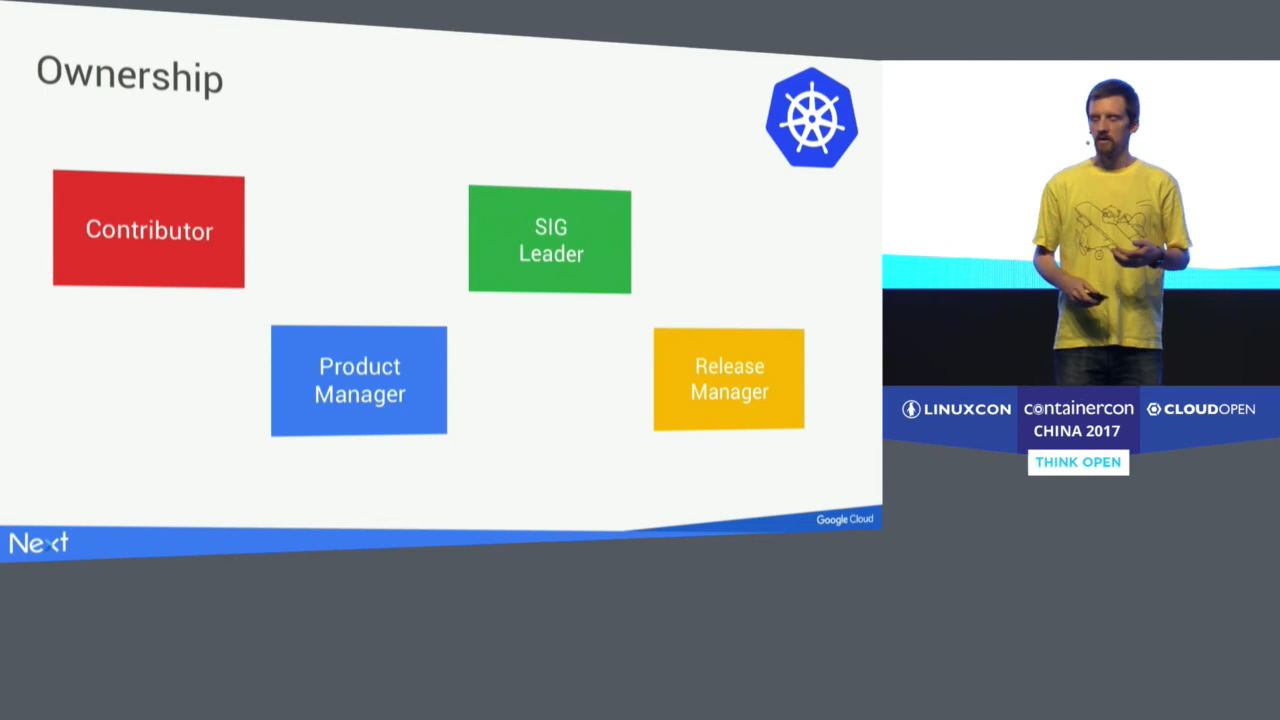 Ownership
Contributor
SIG
Leader
Product
Manager
Release
Manager
Next
Google Cloud
LINUXCON
containercon
CHINA 2017
CLOUDOPEN
THINK OPEN